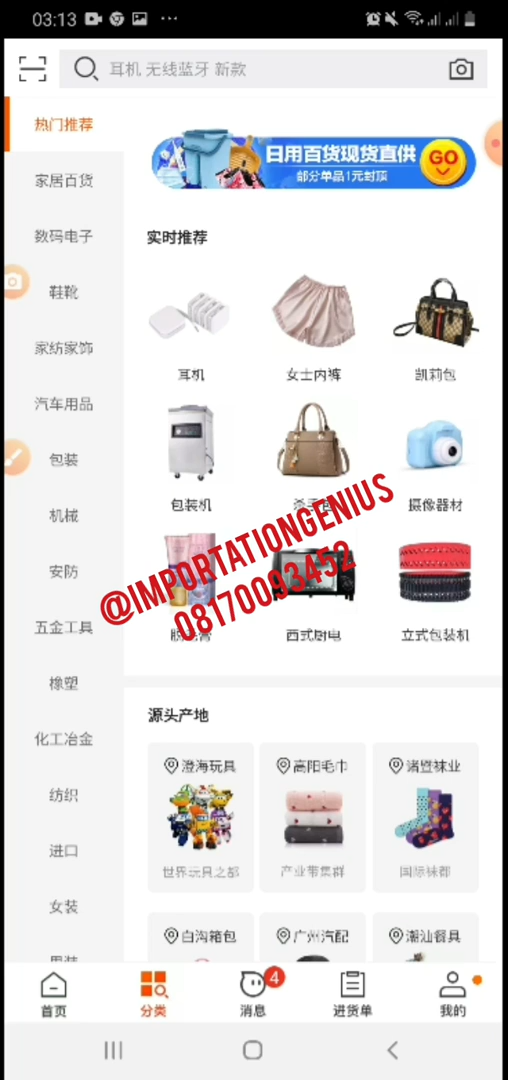 03:13
耳机 无线蓝牙 新款
热门推荐
家居百货
数码电子
鞋靴
家纺家饰
汽车用品
包装
机械
安防
五金工具
橡塑
化工冶金
纺织
进口
女装
日用百货现货直供
部分单品1元封顶
GO
实时推荐
耳机
女士内裤
凯莉包
包装机
摄像器材
西式厨电
立式包装机
@IMPORTATIONGENIUS
08170093452
源头产地
澄海玩具
高阳毛巾
诸暨袜业
世界玩具之都
产业带集群
国际袜都
白沟箱包
广州汽配
潮汕餐具
首页
分类
消息
4
进货单
我的